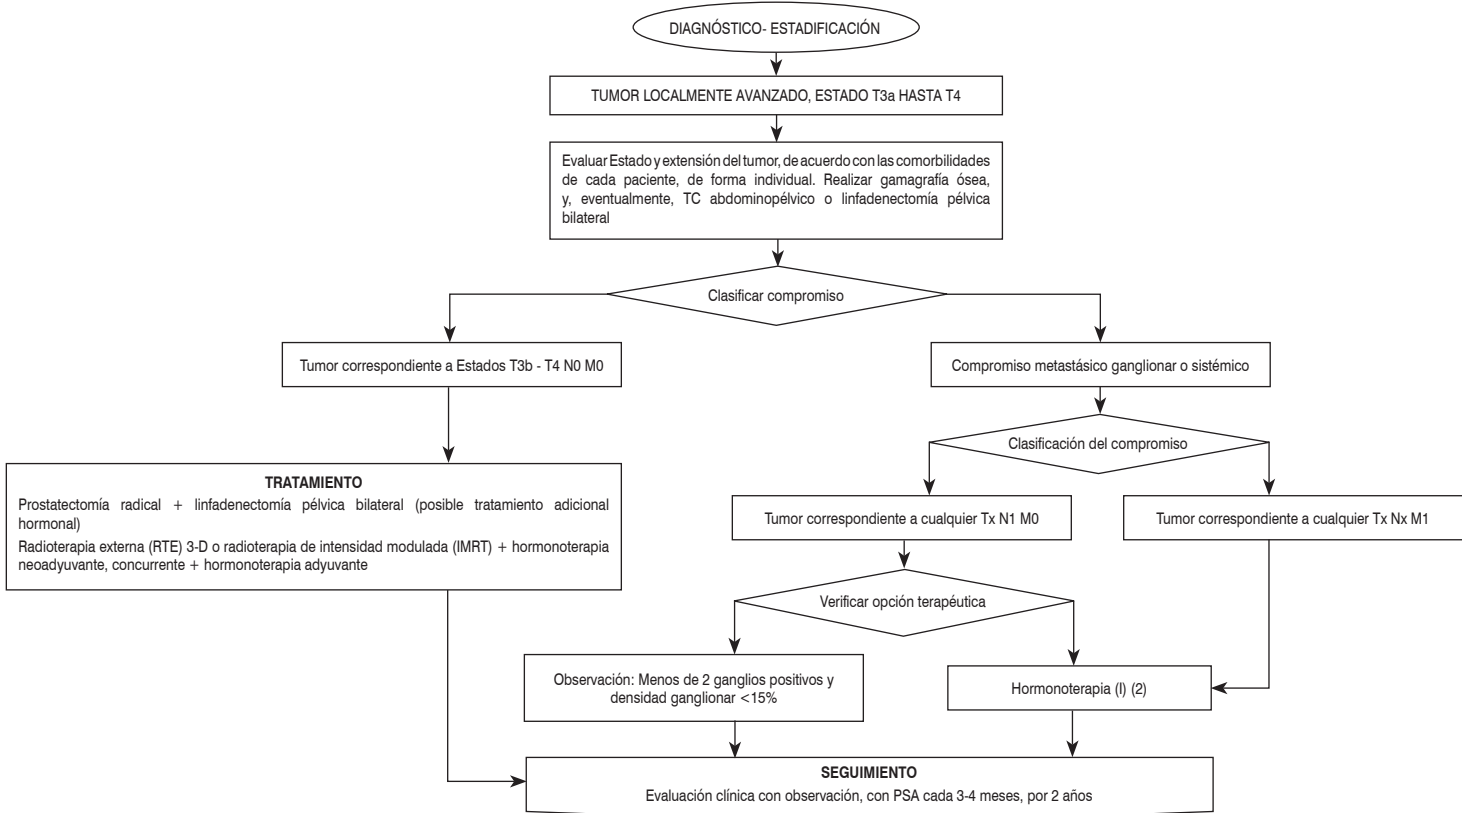 DIAGNÓSTICO- ESTADIFICACIÓN
TUMOR LOCALMENTE AVANZADO, ESTADO T3a HASTA T4
Evaluar Estado y extensión del tumor, de acuerdo con las comorbilidades
de cada paciente, de forma individual. Realizar gamagrafía ósea,
y, eventualmente, TC abdominopélvico o linfadenectomía pélvica
bilateral
Clasificar compromiso
Tumor correspondiente a Estados T3b - T4 N0 M0
Compromiso metastásico ganglionar o sistémico
Clasificación del compromiso
TRATAMIENTO
Prostatectomía radical + linfadenectomía pélvica bilateral (posible tratamiento adicional
hormonal)
Radioterapia externa (RTE) 3-D o radioterapia de intensidad modulada (IMRT) + hormonoterapia
neoadyuvante, concurrente + hormonoterapia adyuvante
Tumor correspondiente a cualquier Tx N1 M0
Tumor correspondiente a cualquier Tx Nx M1
Verificar opción terapéutica
Observación: Menos de 2 ganglios positivos y
densidad ganglionar <15%
Hormonoterapia (I) (2)
SEGUIMIENTO
Evaluación clínica con observación, con PSA cada 3-4 meses, por 2 años